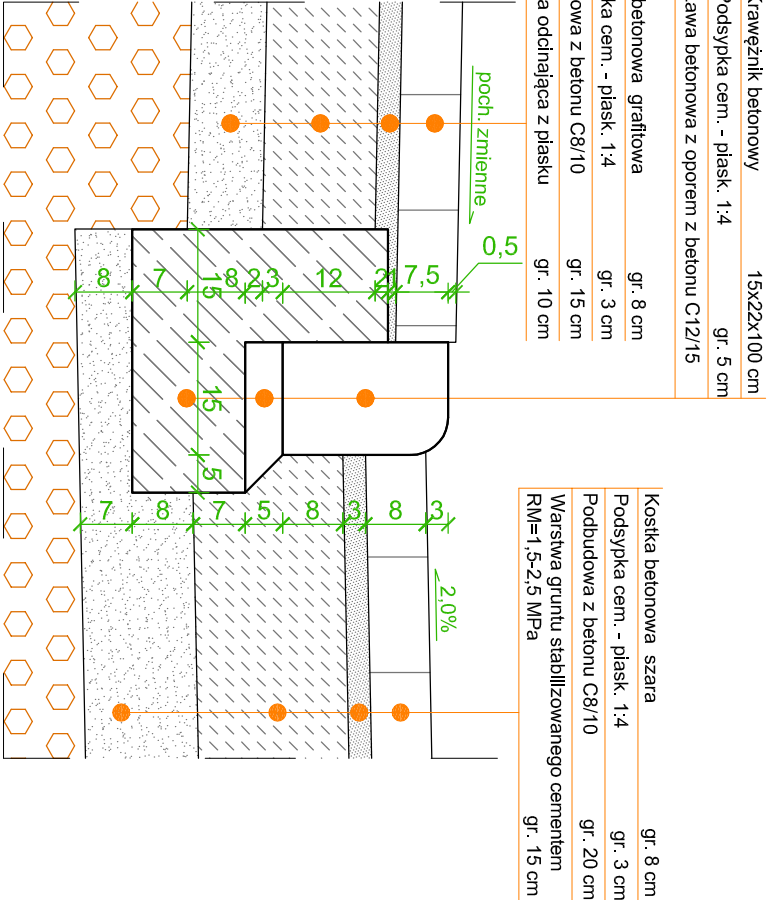 Krawężnik betonowy 15x22x100 cm
Podsypka cem. - piask. 1:4 gr. 5 cm
betonowa z oporem z betonu C12/15
betonowa grafitowa gr. 8 cm
cem. - piask. 1:4 gr. 3 cm
z betonu C8/10 gr. 15 cm
odcinająca z piasku gr. 10 cm
poch. zmienne
0,5
8 7 8 2 3 12 2 1 7,5
15
15
5
7 8 7 5 8 3 8 3
2,0%
Kostka betonowa szara gr. 8 cm
Podsypka cem. - piask. 1:4 gr. 3 cm
Podbudowa z betonu C8/10 gr. 20 cm
Warstwa gruntu stabilizowanego cementem
RM=1,5-2,5 MPa gr. 15 cm